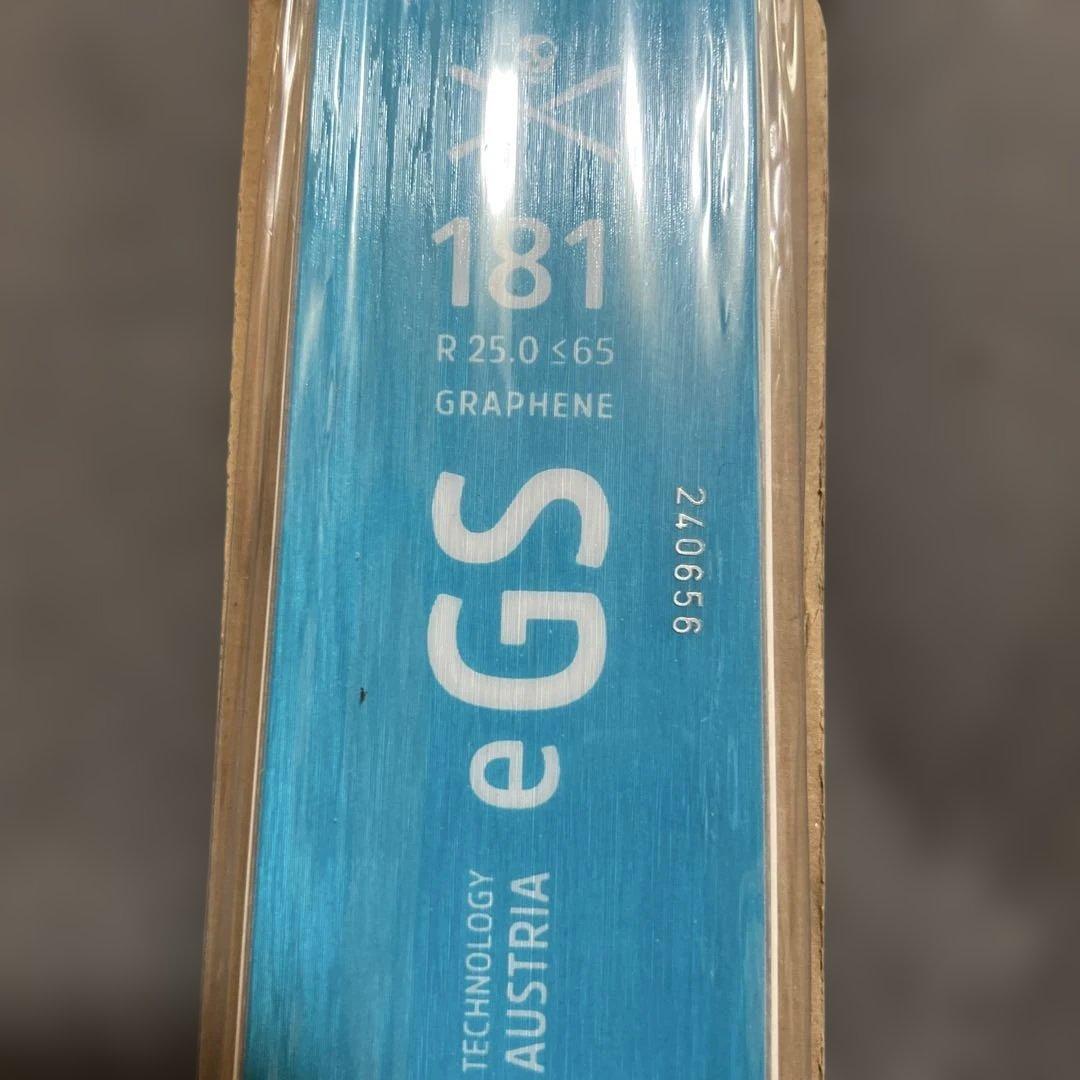 181
R 25.0 ≤65
GRAPHENE
eGS
240656
TECHNOLOGY
AUSTRIA